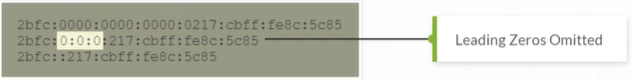 2bfc:0000:0000:0000:0217:cbff:fe8c:5c85
2bfc:0:0:0:217:cbff:fe8c:5c85
2bfc::217:cbff:fe8c:5c85
Leading Zeros Omitted